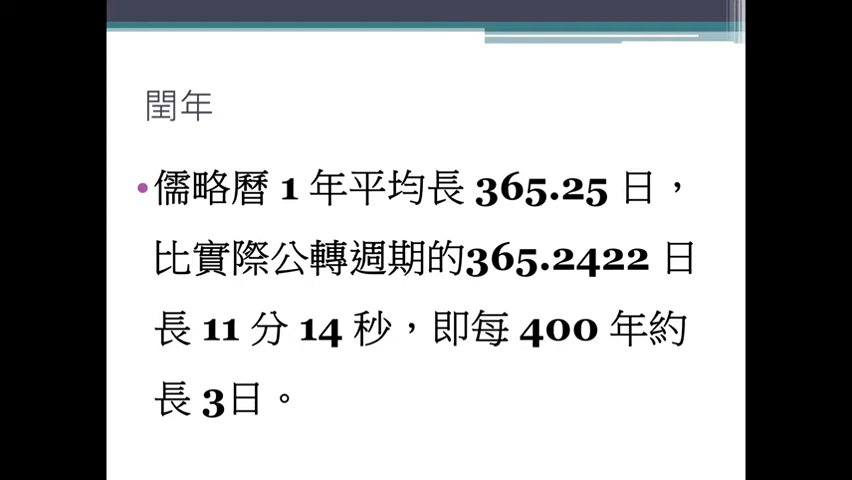 閏年
•儒略曆 1 年平均長 365.25 日，
比實際公轉週期的365.2422 日
長 11 分 14 秒，即每 400 年約
長 3日。